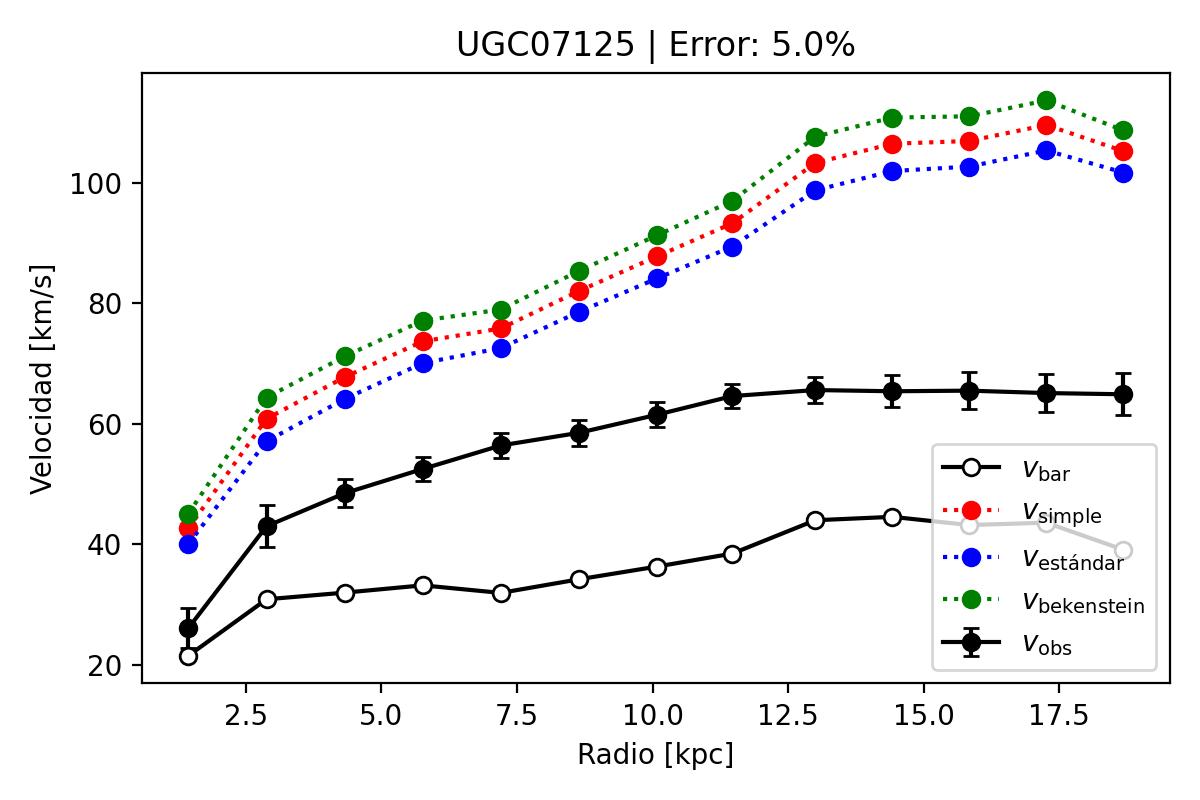 UGC07125 | Error: 5.0%
Velocidad [km/s]
100
80
60
40
20
2.5 5.0 7.5 10.0 12.5 15.0 17.5
Radio [kpc]
v_bar
v_simple
v_estándar
v_bekenstein
v_obs